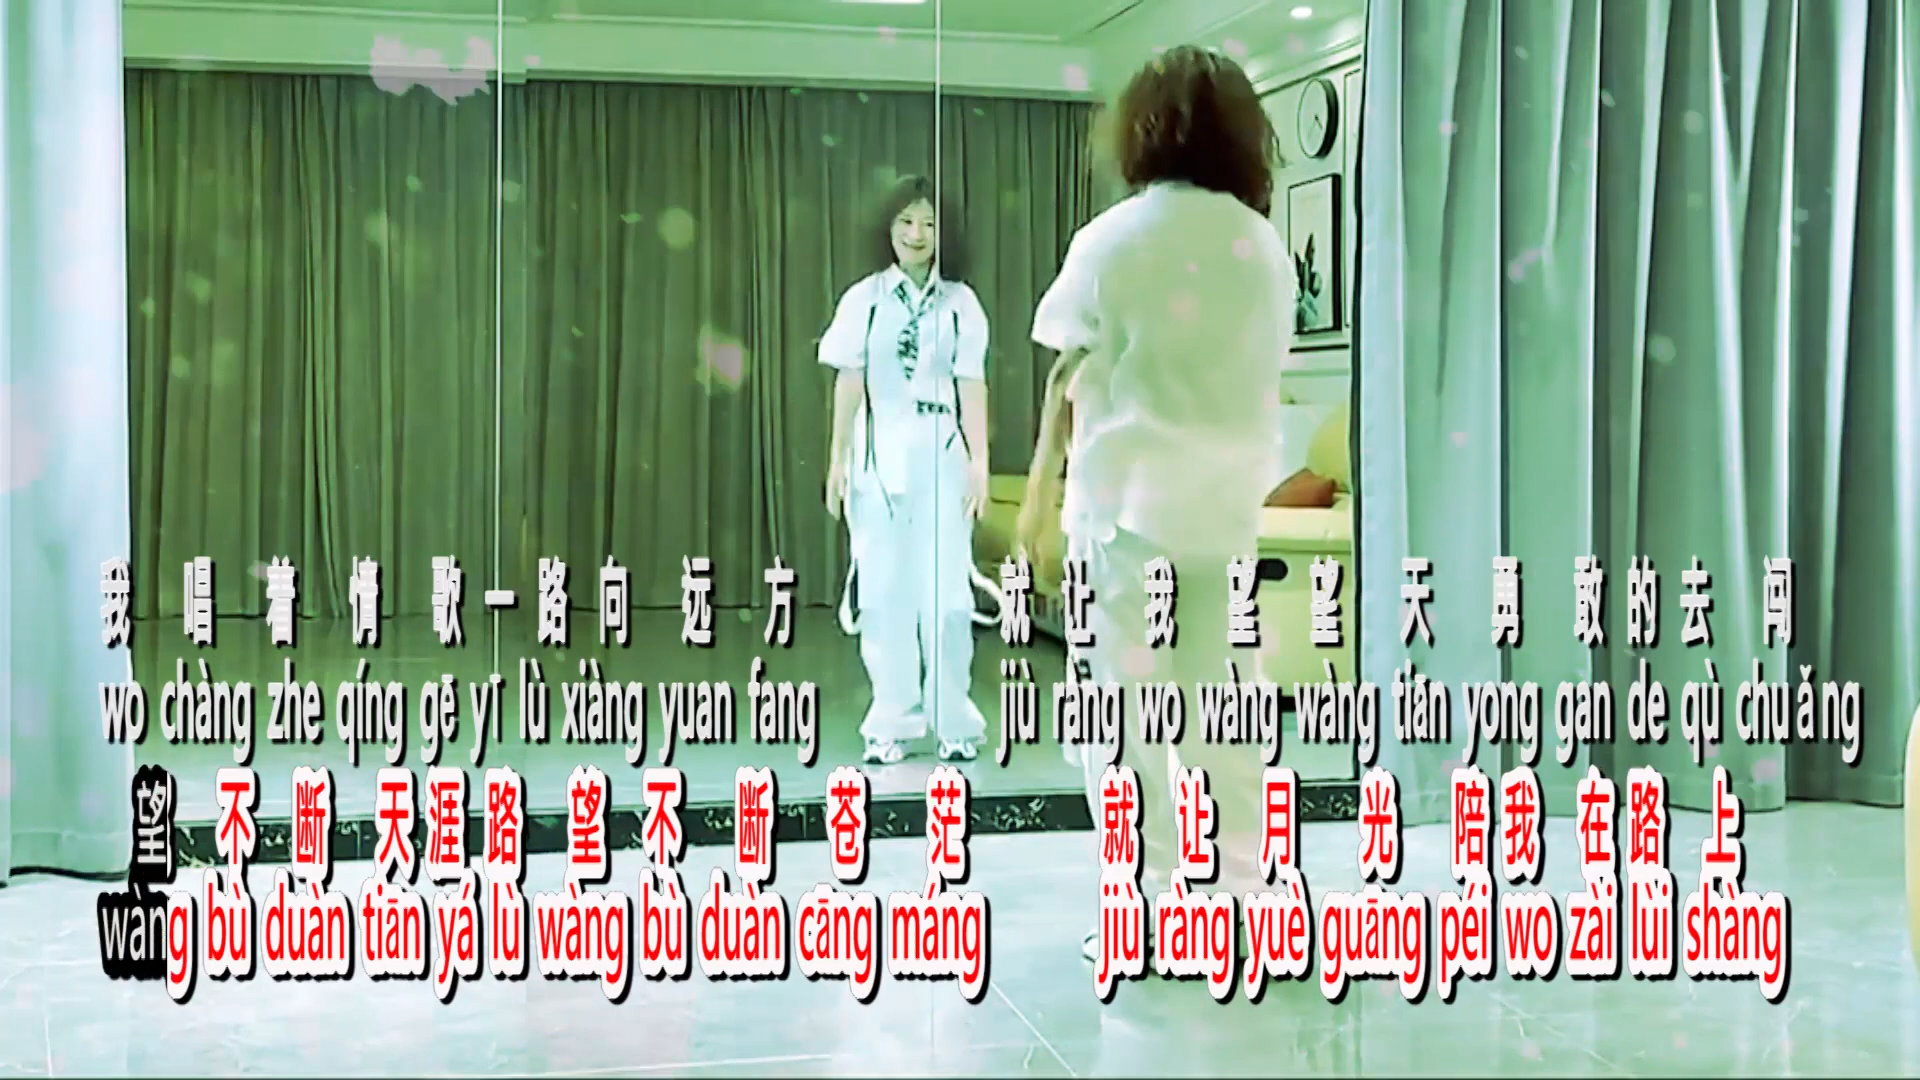 我唱着情歌一路向远方 就让我望望天勇敢的去闯
wo chàng zhe qíng gē yī lù xiàng yuan fang jiù ràng wo wàng wàng tiān yong gan de qù chuǎng
望不断天涯路望不断苍茫 就让月光陪我在路上
wàng bù duàn tiān yá lù wàng bù duàn cāng máng jiù ràng yuè guāng péi wo zài lùi shàng